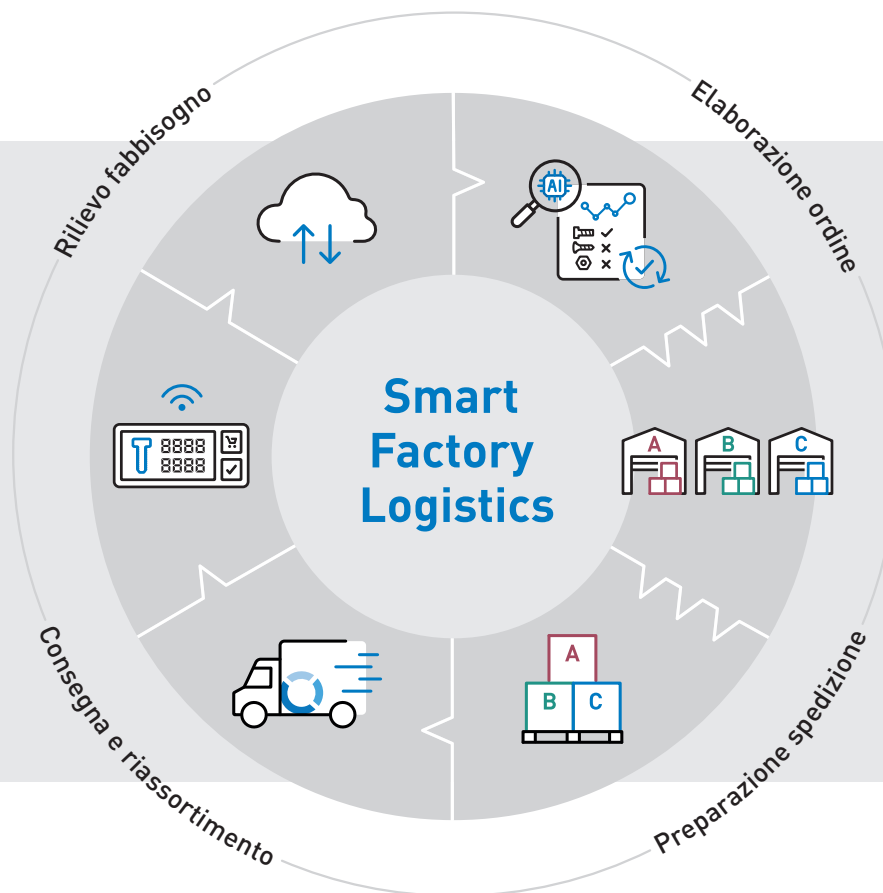 Rilievo fabbisogno
Elaborazione ordine
AI
Smart
Factory
Logistics
A
B
C
8888
8888
A
B
C
Consegna e riassortimento
Preparazione spedizione